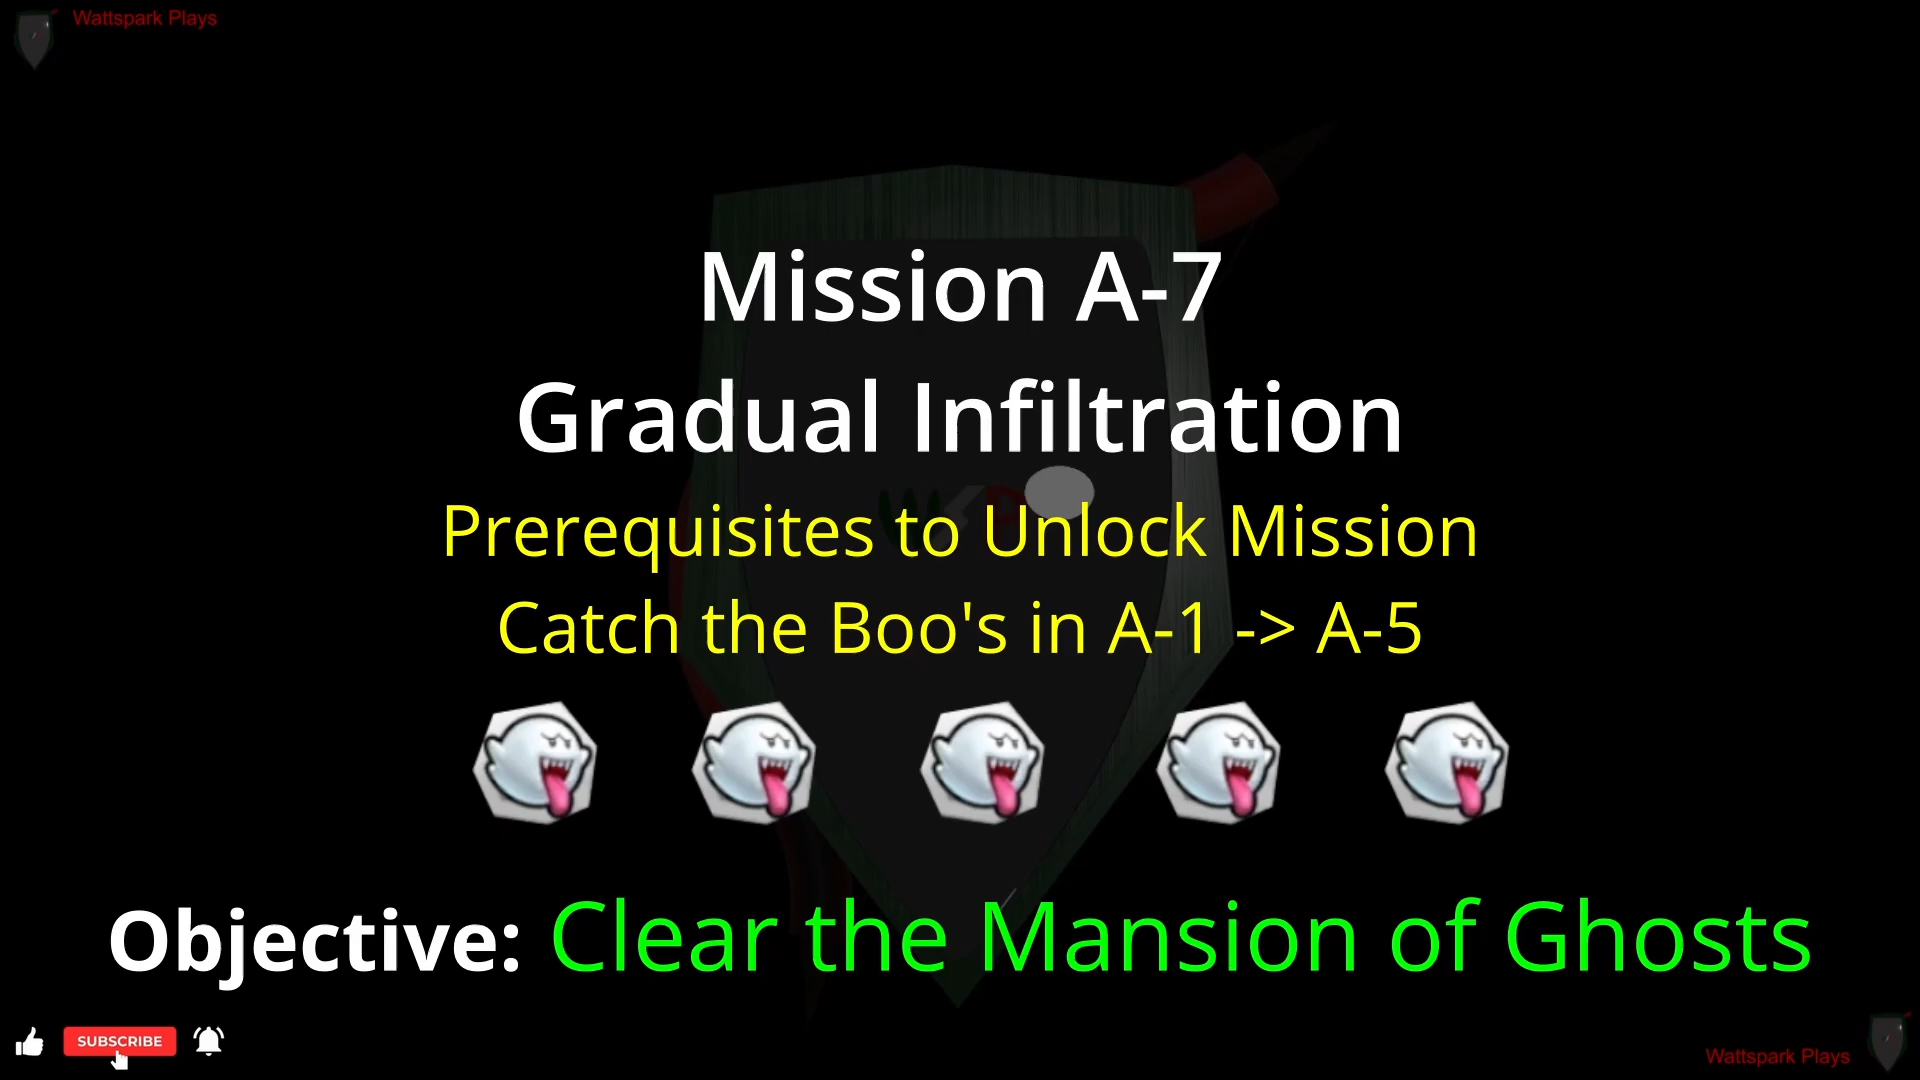 Wattspark Plays
Mission A-7
Gradual Infiltration
Prerequisites to Unlock Mission
Catch the Boo's in A-1 -> A-5
Objective: Clear the Mansion of Ghosts
SUBSCRIBE
Wattspark Plays